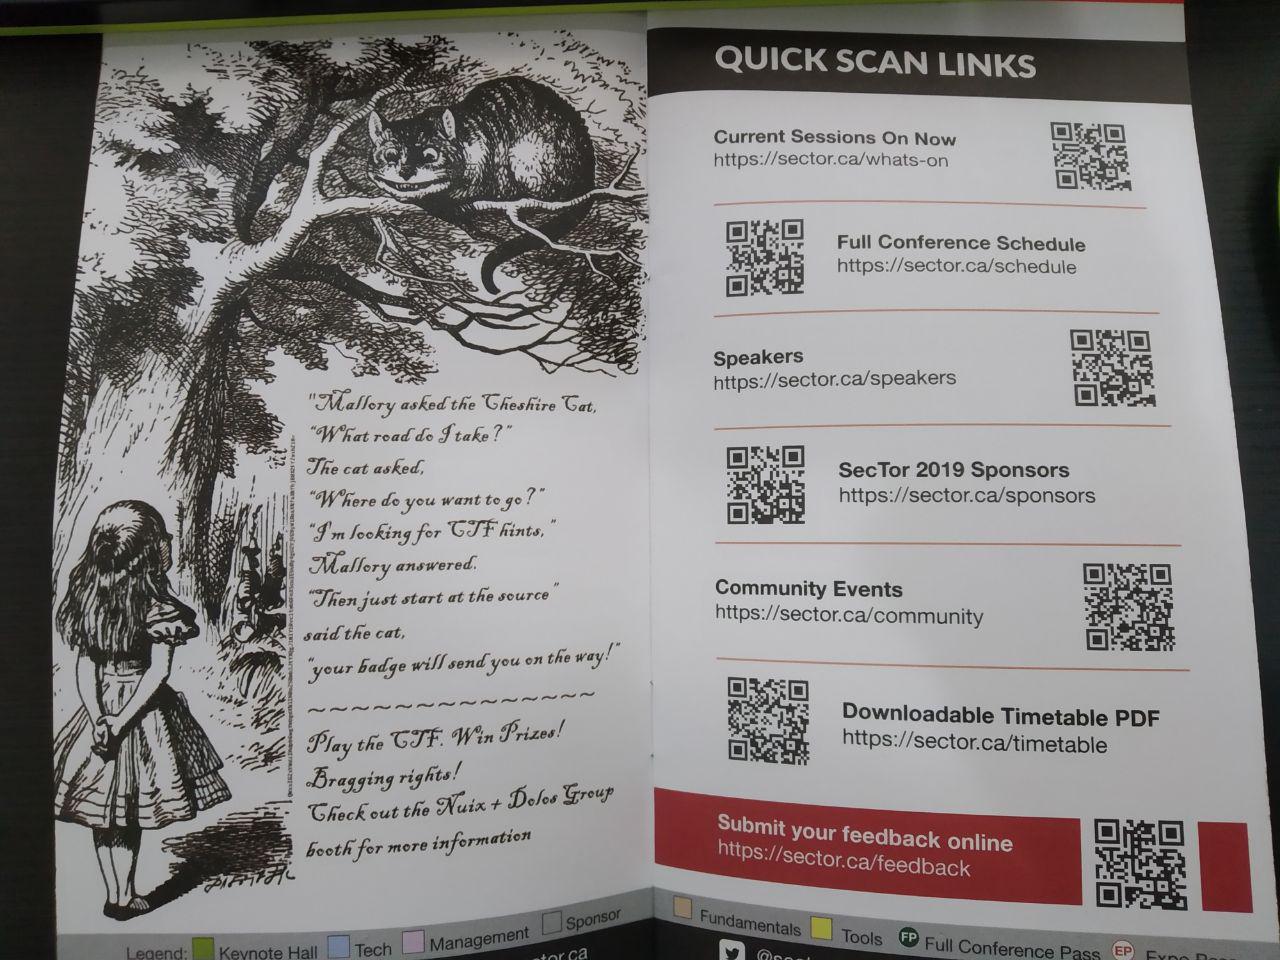 "Mallory asked the Cheshire Cat,
"What road do I take?"
The cat asked,
"Where do you want to go?"
"I'm looking for CTF hints,"
Mallory answered.
"Then just start at the source"
said the cat,
"your badge will send you on the way!"
~~~~~~~~~~~~~~
Play the CTF. Win Prizes!
Bragging rights!
Check out the Nuix + Dolos Group
booth for more information
Legend: Keynote Hall Tech Management Sponsor
tor.ca
QUICK SCAN LINKS
Current Sessions On Now
https://sector.ca/whats-on
Full Conference Schedule
https://sector.ca/schedule
Speakers
https://sector.ca/speakers
SecTor 2019 Sponsors
https://sector.ca/sponsors
Community Events
https://sector.ca/community
Downloadable Timetable PDF
https://sector.ca/timetable
Submit your feedback online
https://sector.ca/feedback
Fundamentals Tools FP Full Conference Pass EP Expo Pass